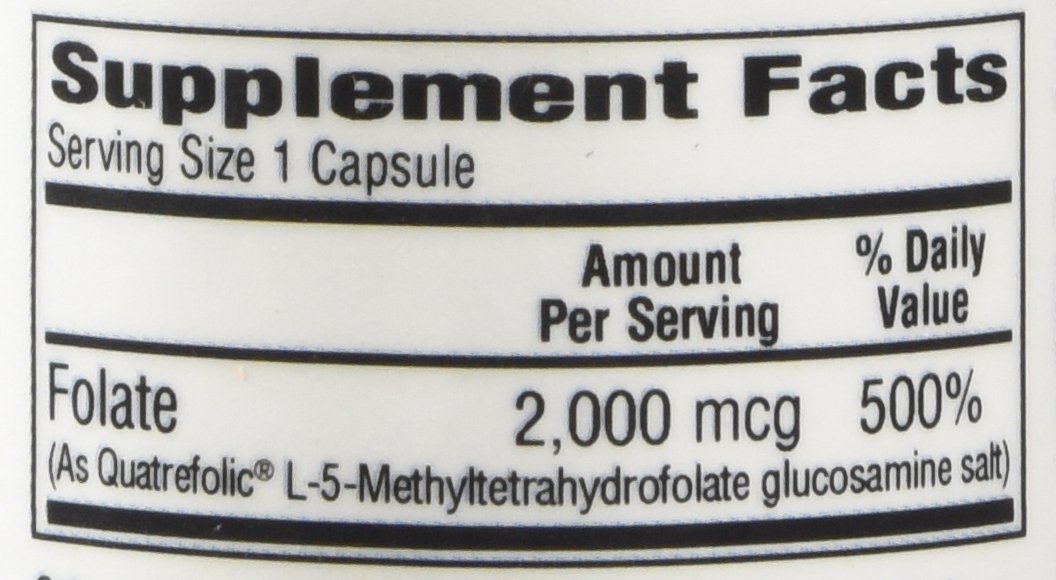 Supplement Facts
Serving Size 1 Capsule
Amount Per Serving
% Daily Value
Folate 2,000 mcg 500%
(As Quatrefolic® L-5-Methyltetrahydrofolate glucosamine salt)